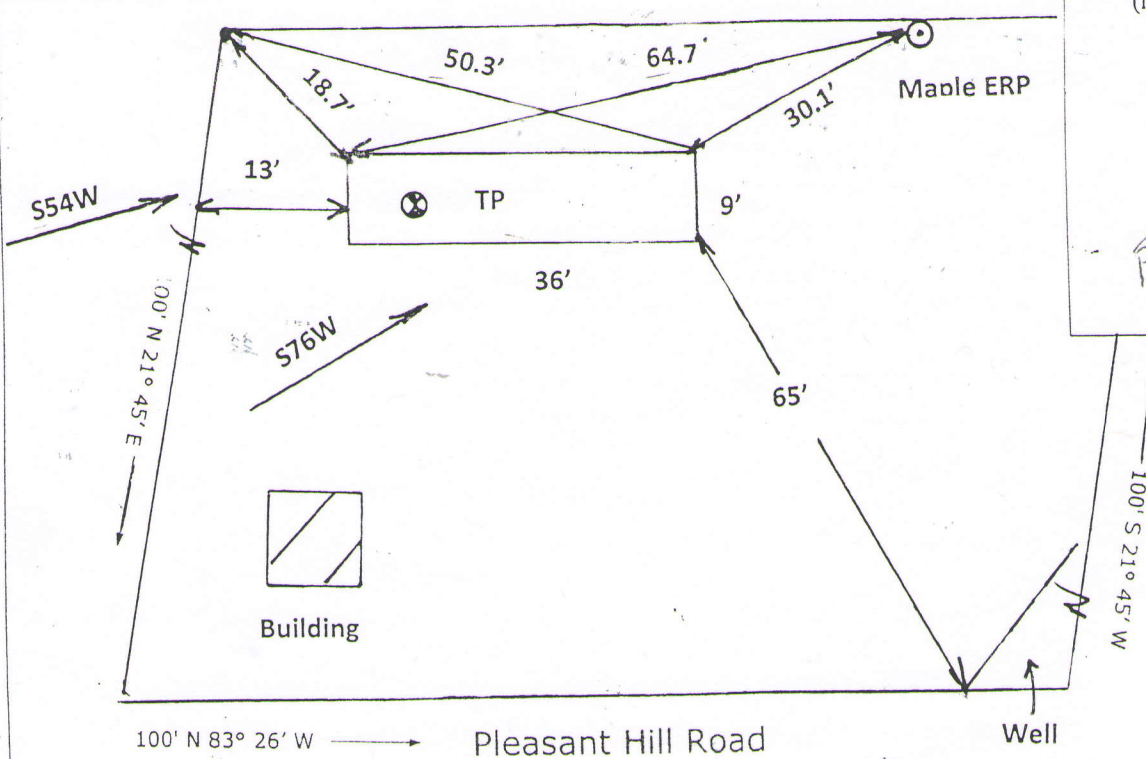 50.3'
64.7'
18.7'
30.1'
Maple ERP
13'
S54W
TP
9'
36'
00' N 21° 45' E
S76W
65'
100' S 21° 45' W
Building
Well
100' N 83° 26' W
Pleasant Hill Road